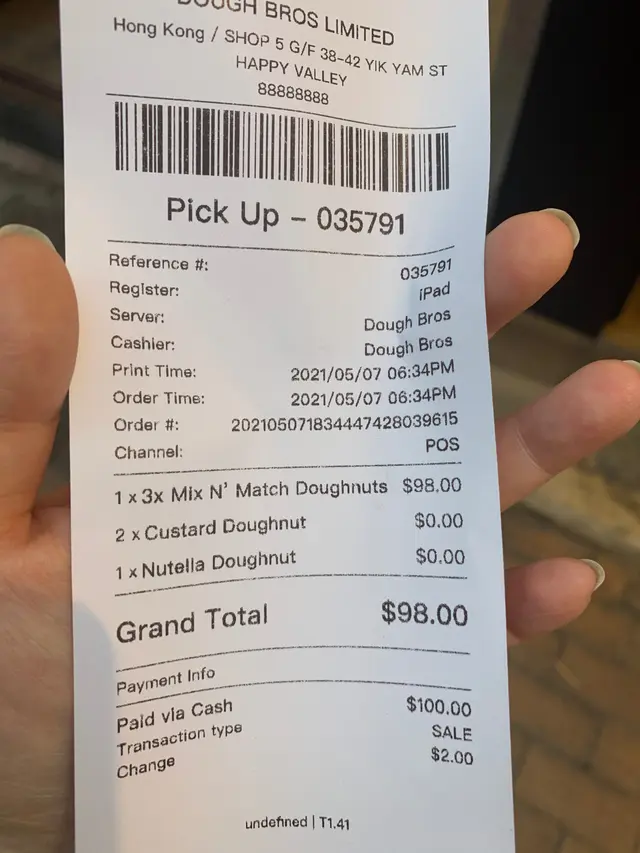 DOUGH BROS LIMITED
Hong Kong / SHOP 5 G/F 38-42 YIK YAM ST
HAPPY VALLEY
88888888
Pick Up - 035791
Reference #: 035791
Register: iPad
Server: Dough Bros
Cashier: Dough Bros
Print Time: 2021/05/07 06:34PM
Order Time: 2021/05/07 06:34PM
Order #: 202105071834447428039615
Channel: POS
1 x 3x Mix N' Match Doughnuts $98.00
2 x Custard Doughnut $0.00
1 x Nutella Doughnut $0.00
Grand Total $98.00
Payment Info
Paid via Cash $100.00
Transaction type SALE
Change $2.00
undefined | T1.41